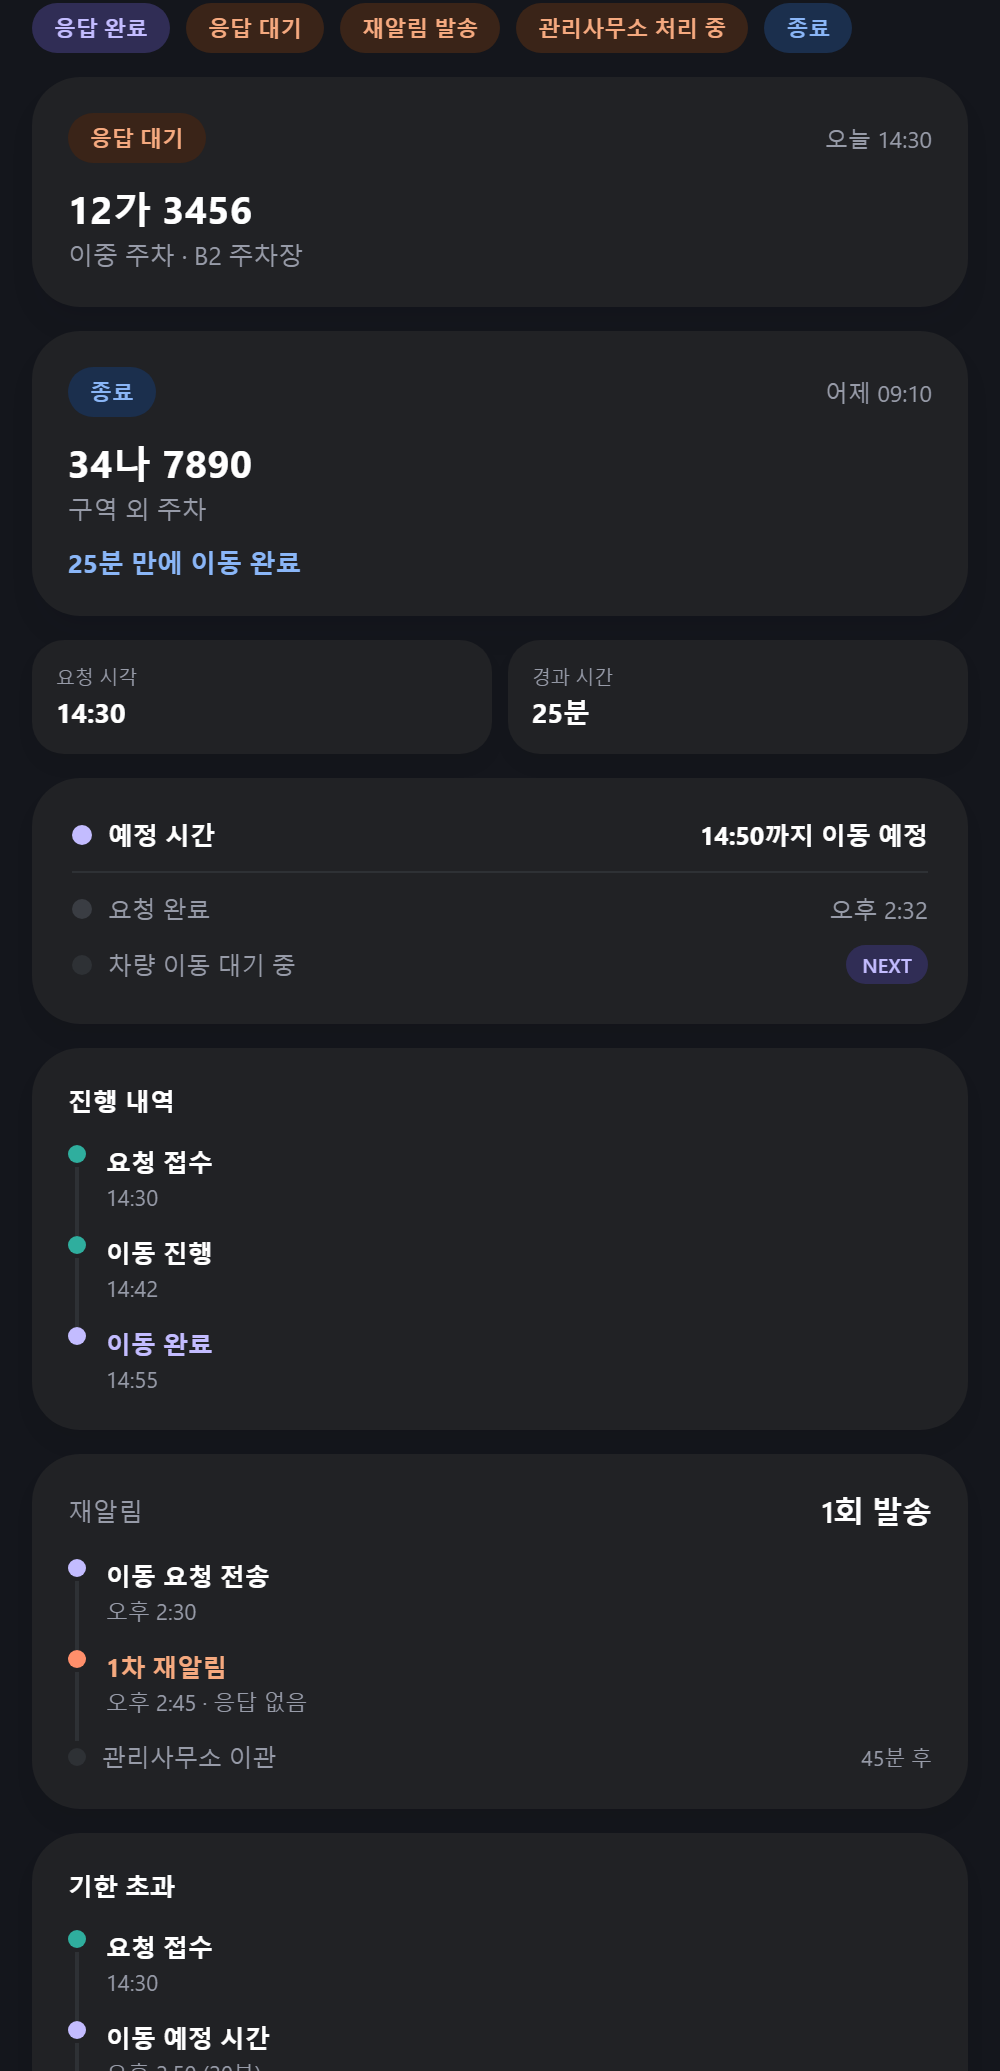 응답 완료 응답 대기 재알림 발송 관리사무소 처리 중 종료
응답 대기 오늘 14:30
12가 3456
이중 주차 · B2 주차장
종료 어제 09:10
34나 7890
구역 외 주차
25분 만에 이동 완료
요청 시각 경과 시간
14:30 25분
예정 시간 14:50까지 이동 예정
요청 완료 오후 2:32
차량 이동 대기 중 NEXT
진행 내역
요청 접수
14:30
이동 진행
14:42
이동 완료
14:55
재알림 1회 발송
이동 요청 전송
오후 2:30
1차 재알림
오후 2:45 · 응답 없음
관리사무소 이관 45분 후
기한 초과
요청 접수
14:30
이동 예정 시간